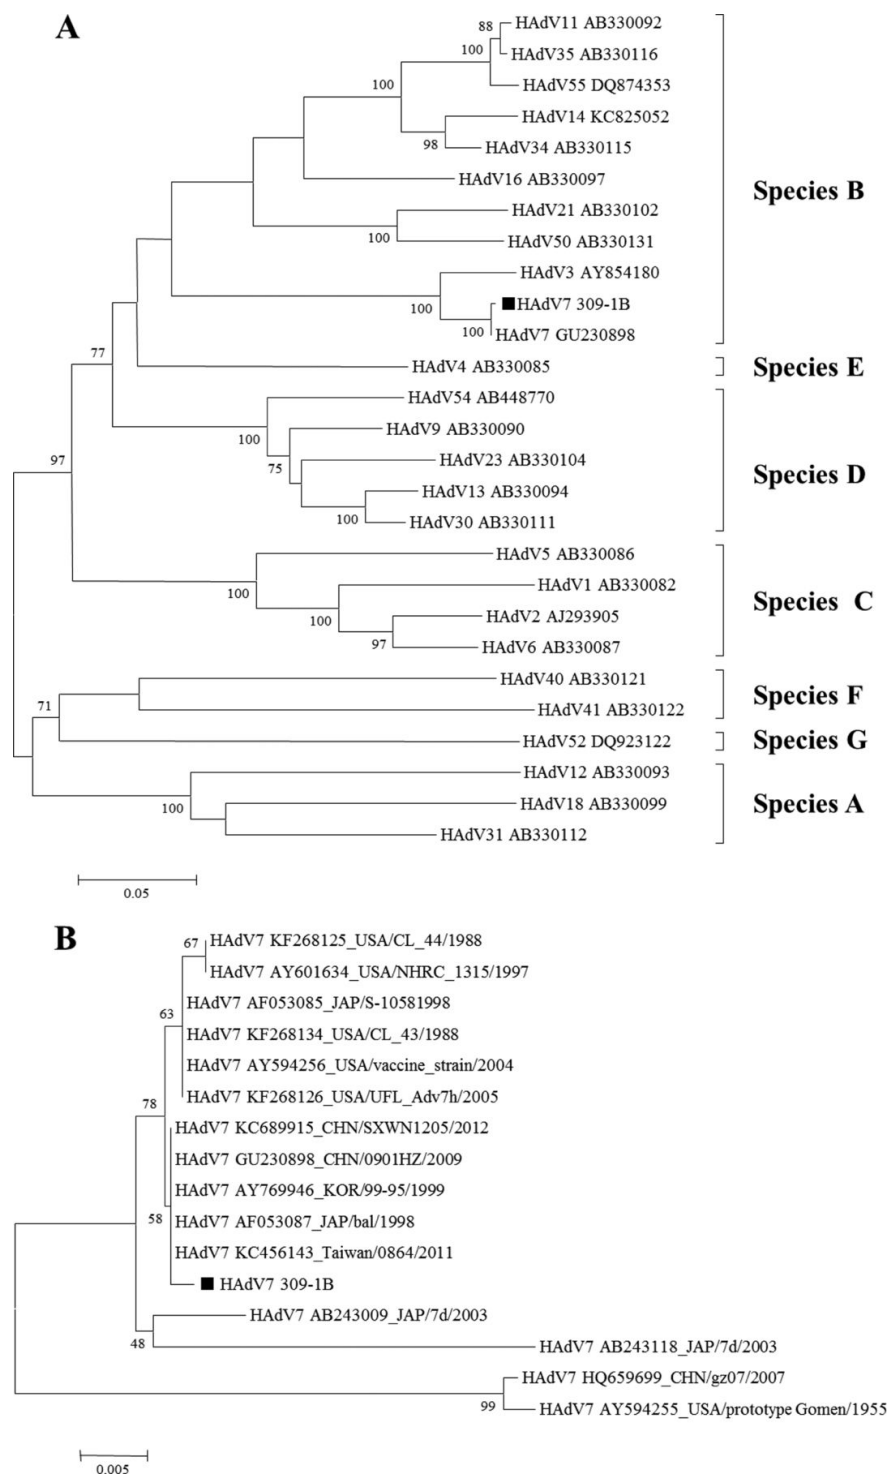 A
HAdV11 AB330092
88
HAdV35 AB330116
100
HAdV55 DQ874353
100
HAdV14 KC825052
98
HAdV34 AB330115
HAdV16 AB330097
Species B
HAdV21 AB330102
100
HAdV50 AB330131
HAdV3 AY854180
100
HAdV7 309-1B
100
HAdV7 GU230898
77
HAdV4 AB330085
Species E
HAdV54 AB448770
100
HAdV9 AB330090
75
HAdV23 AB330104
Species D
97
HAdV13 AB330094
100
HAdV30 AB330111
HAdV5 AB330086
100
HAdV1 AB330082
Species C
100
HAdV2 AJ293905
97
HAdV6 AB330087
HAdV40 AB330121
Species F
71
HAdV41 AB330122
HAdV52 DQ923122
Species G
HAdV12 AB330093
100
HAdV18 AB330099
Species A
HAdV31 AB330112
0.05
B
67
HAdV7 KF268125_USA/CL_44/1988
HAdV7 AY601634_USA/NHRC_1315/1997
63
HAdV7 AF053085_JAP/S-10581998
HAdV7 KF268134_USA/CL_43/1988
HAdV7 AY594256_USA/vaccine_strain/2004
HAdV7 KF268126_USA/UFL_Adv7h/2005
78
HAdV7 KC689915_CHN/SXWN1205/2012
HAdV7 GU230898_CHN/0901HZ/2009
HAdV7 AY769946_KOR/99-95/1999
58
HAdV7 AF053087_JAP/bal/1998
HAdV7 KC456143_Taiwan/0864/2011
HAdV7 309-1B
HAdV7 AB243009_JAP/7d/2003
48
HAdV7 AB243118_JAP/7d/2003
HAdV7 HQ659699_CHN/gz07/2007
99
HAdV7 AY594255_USA/prototype Gomen/1955
0.005